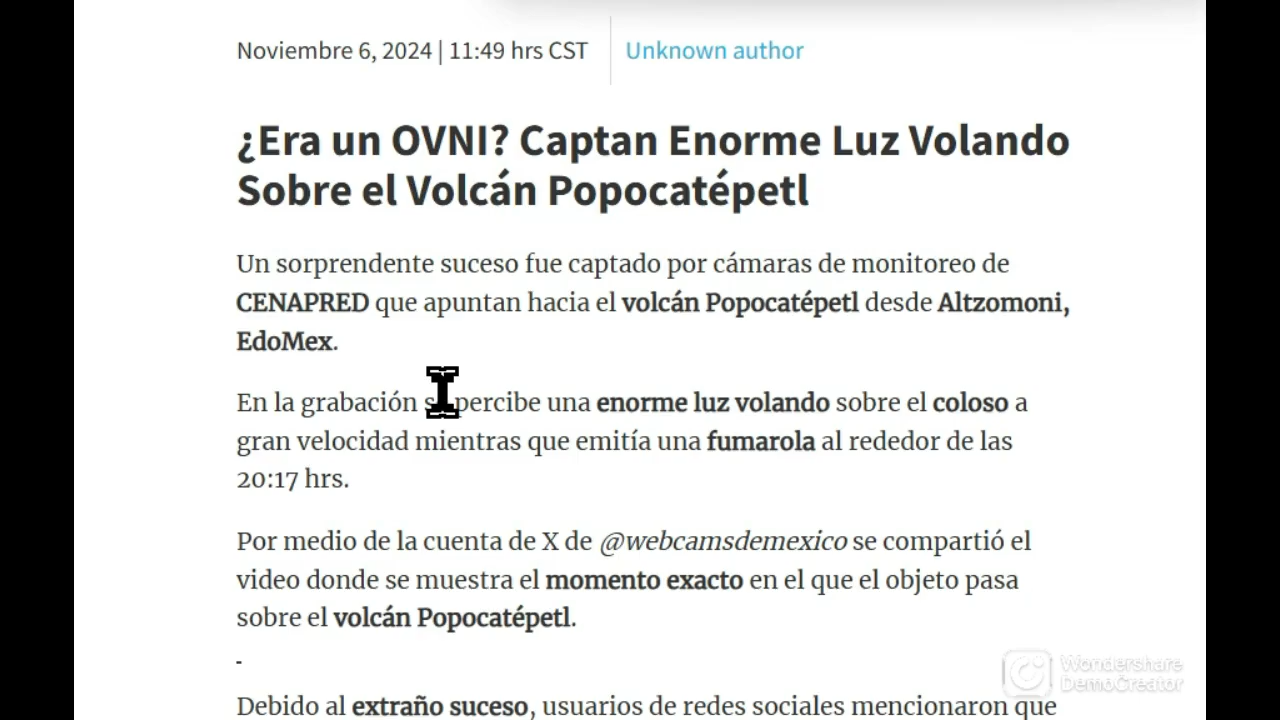 Noviembre 6, 2024 | 11:49 hrs CST Unknown author
¿Era un OVNI? Captan Enorme Luz Volando
Sobre el Volcán Popocatépetl
Un sorprendente suceso fue captado por cámaras de monitoreo de
CENAPRED que apuntan hacia el volcán Popocatépetl desde Altzomoni,
EdoMex.
En la grabación percibe una enorme luz volando sobre el coloso a
gran velocidad mientras que emitía una fumarola al rededor de las
20:17 hrs.
Por medio de la cuenta de X de @webcamsdemexico se compartió el
video donde se muestra el momento exacto en el que el objeto pasa
sobre el volcán Popocatépetl.
-
Wondershare
DemoCreator
Debido al extraño suceso, usuarios de redes sociales mencionaron que